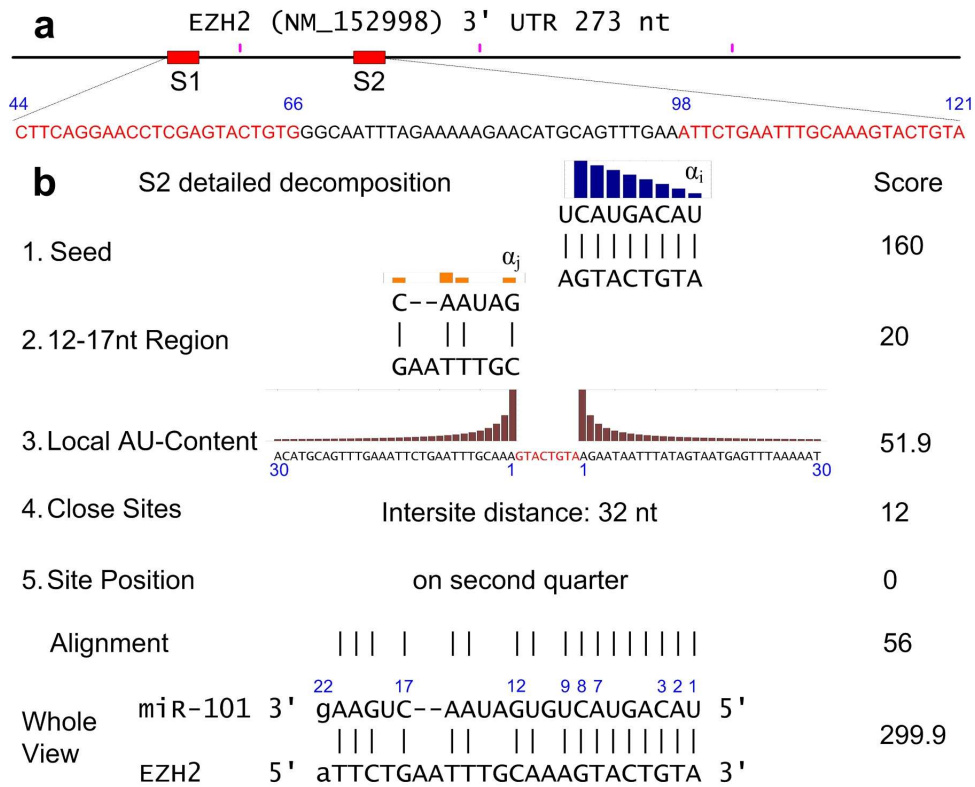 a
EZH2 (NM_152998) 3' UTR 273 nt
S1 S2
44 66 98 121
CTTCAGGAACCTCGAGTACTGTGGGCAATTTAGAAAAAGAACATGCAGTTTGAAATTCTGAATTTGCAAAGTACTGTA
b S2 detailed decomposition αi Score
UCAUGACAU
1. Seed 160
AGTACTGTA
αj
C--AAUAG
2. 12-17nt Region 20
GAATTTGC
3. Local AU-Content 51.9
ACATGCAGTTTGAAATTCTGAATTTGCAAAGTACTGTAAGAATAATTTATAGTAATGAGTTTAAAAAT
30 1 1 30
4. Close Sites Intersite distance: 32 nt 12
5. Site Position on second quarter 0
Alignment 56
22 17 12 9 8 7 3 2 1
miR-101 3' gAAGUC--AAUAGUGUCAUGACAU 5'
Whole View 299.9
EZH2 5' aTTCTGAATTTGCAAAGTACTGTA 3'